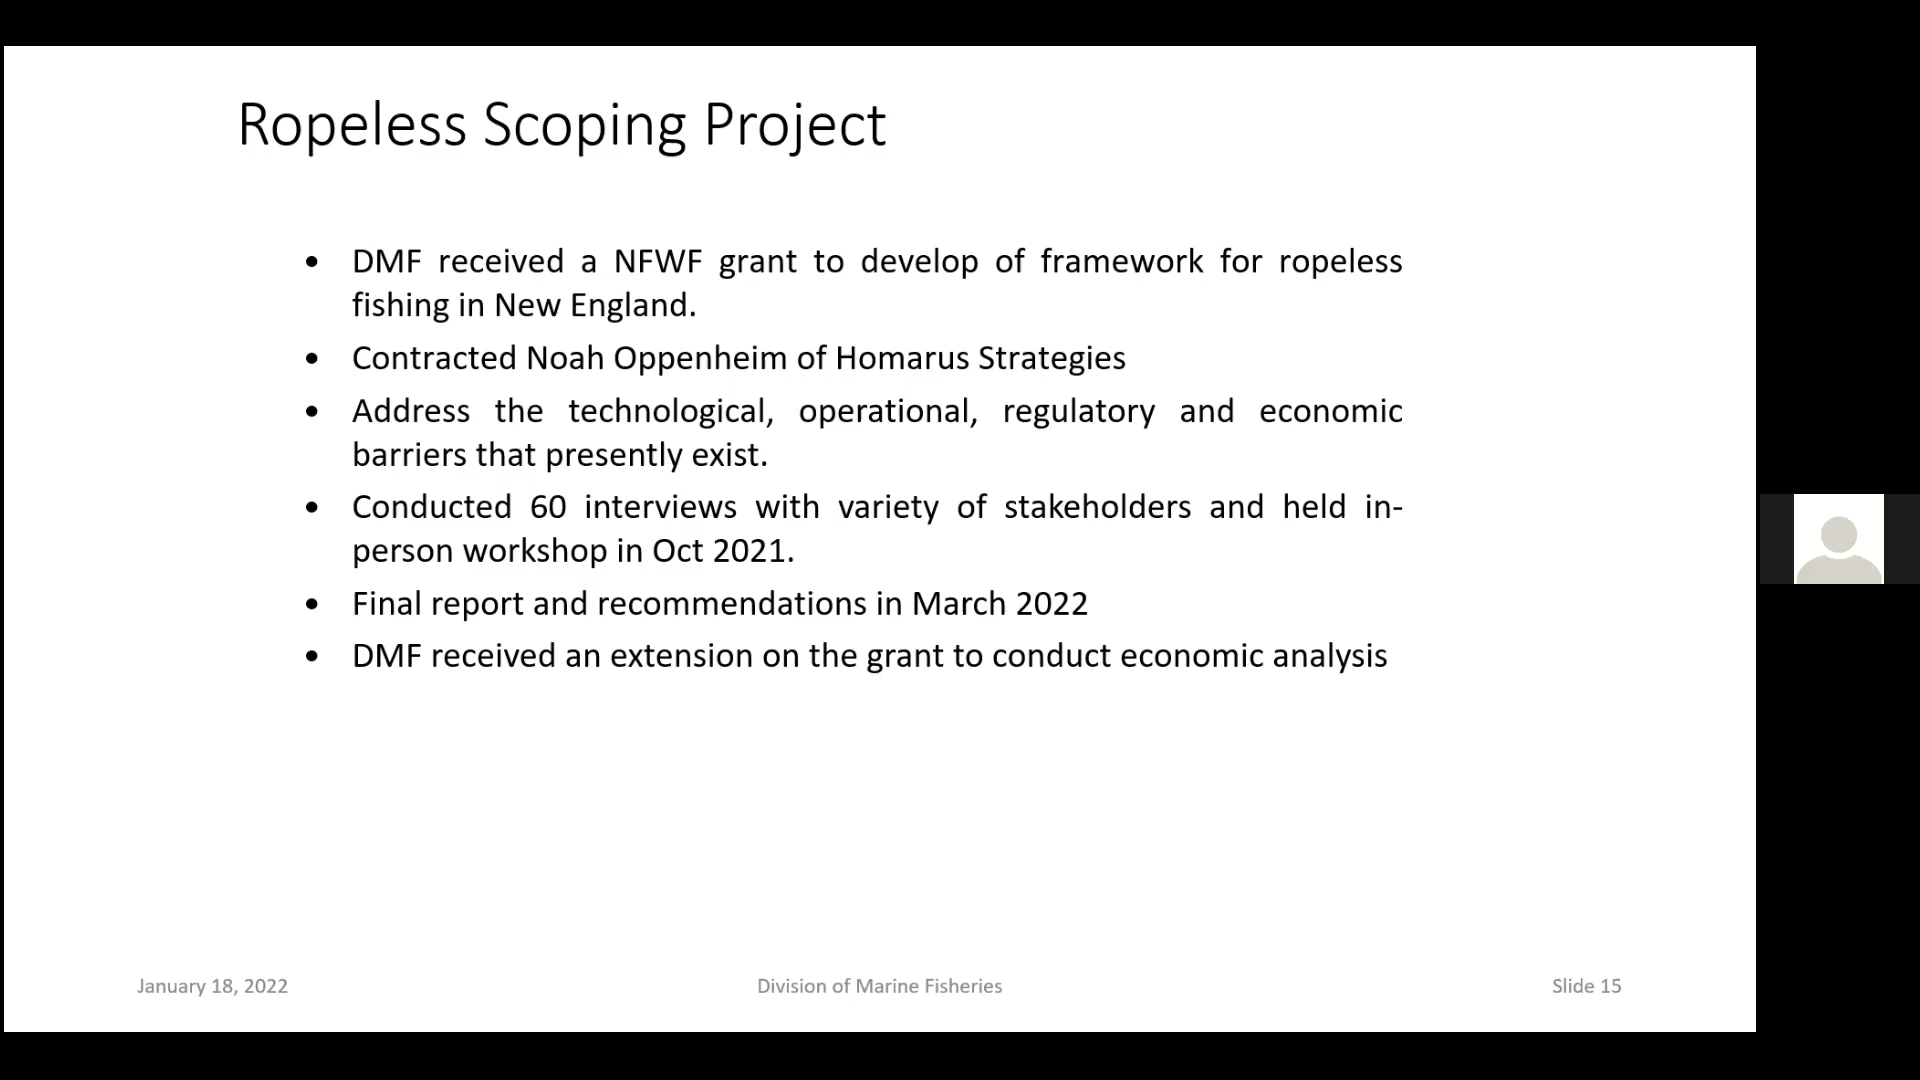 Ropeless Scoping Project
• DMF received a NFWF grant to develop of framework for ropeless
fishing in New England.
• Contracted Noah Oppenheim of Homarus Strategies
• Address the technological, operational, regulatory and economic
barriers that presently exist.
• Conducted 60 interviews with variety of stakeholders and held in-
person workshop in Oct 2021.
• Final report and recommendations in March 2022
• DMF received an extension on the grant to conduct economic analysis
January 18, 2022
Division of Marine Fisheries
Slide 15